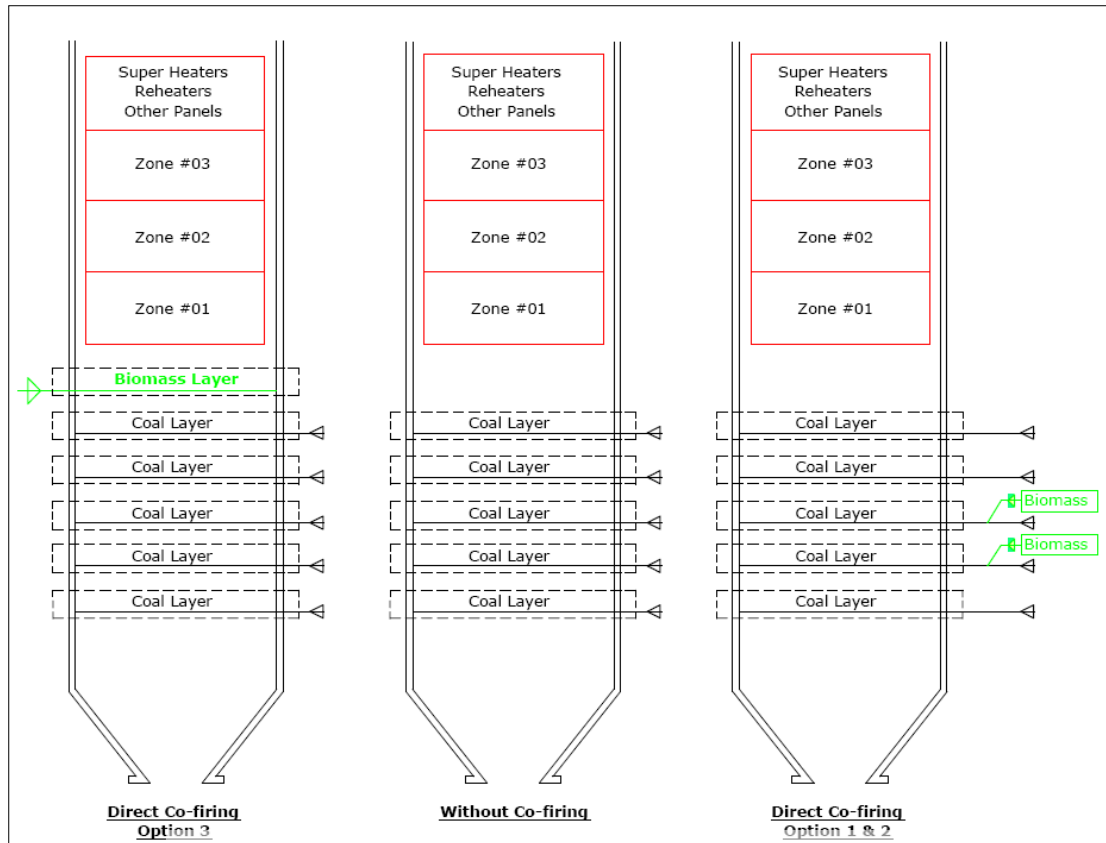 Super Heaters
Reheaters
Other Panels
Zone #03
Zone #02
Zone #01
Biomass Layer
Coal Layer
Coal Layer
Coal Layer
Coal Layer
Coal Layer
Direct Co-firing
Option 3
Super Heaters
Reheaters
Other Panels
Zone #03
Zone #02
Zone #01
Coal Layer
Coal Layer
Coal Layer
Coal Layer
Coal Layer
Without Co-firing
Super Heaters
Reheaters
Other Panels
Zone #03
Zone #02
Zone #01
Coal Layer
Coal Layer
Coal Layer
Biomass
Coal Layer
Biomass
Coal Layer
Direct Co-firing
Option 1 & 2